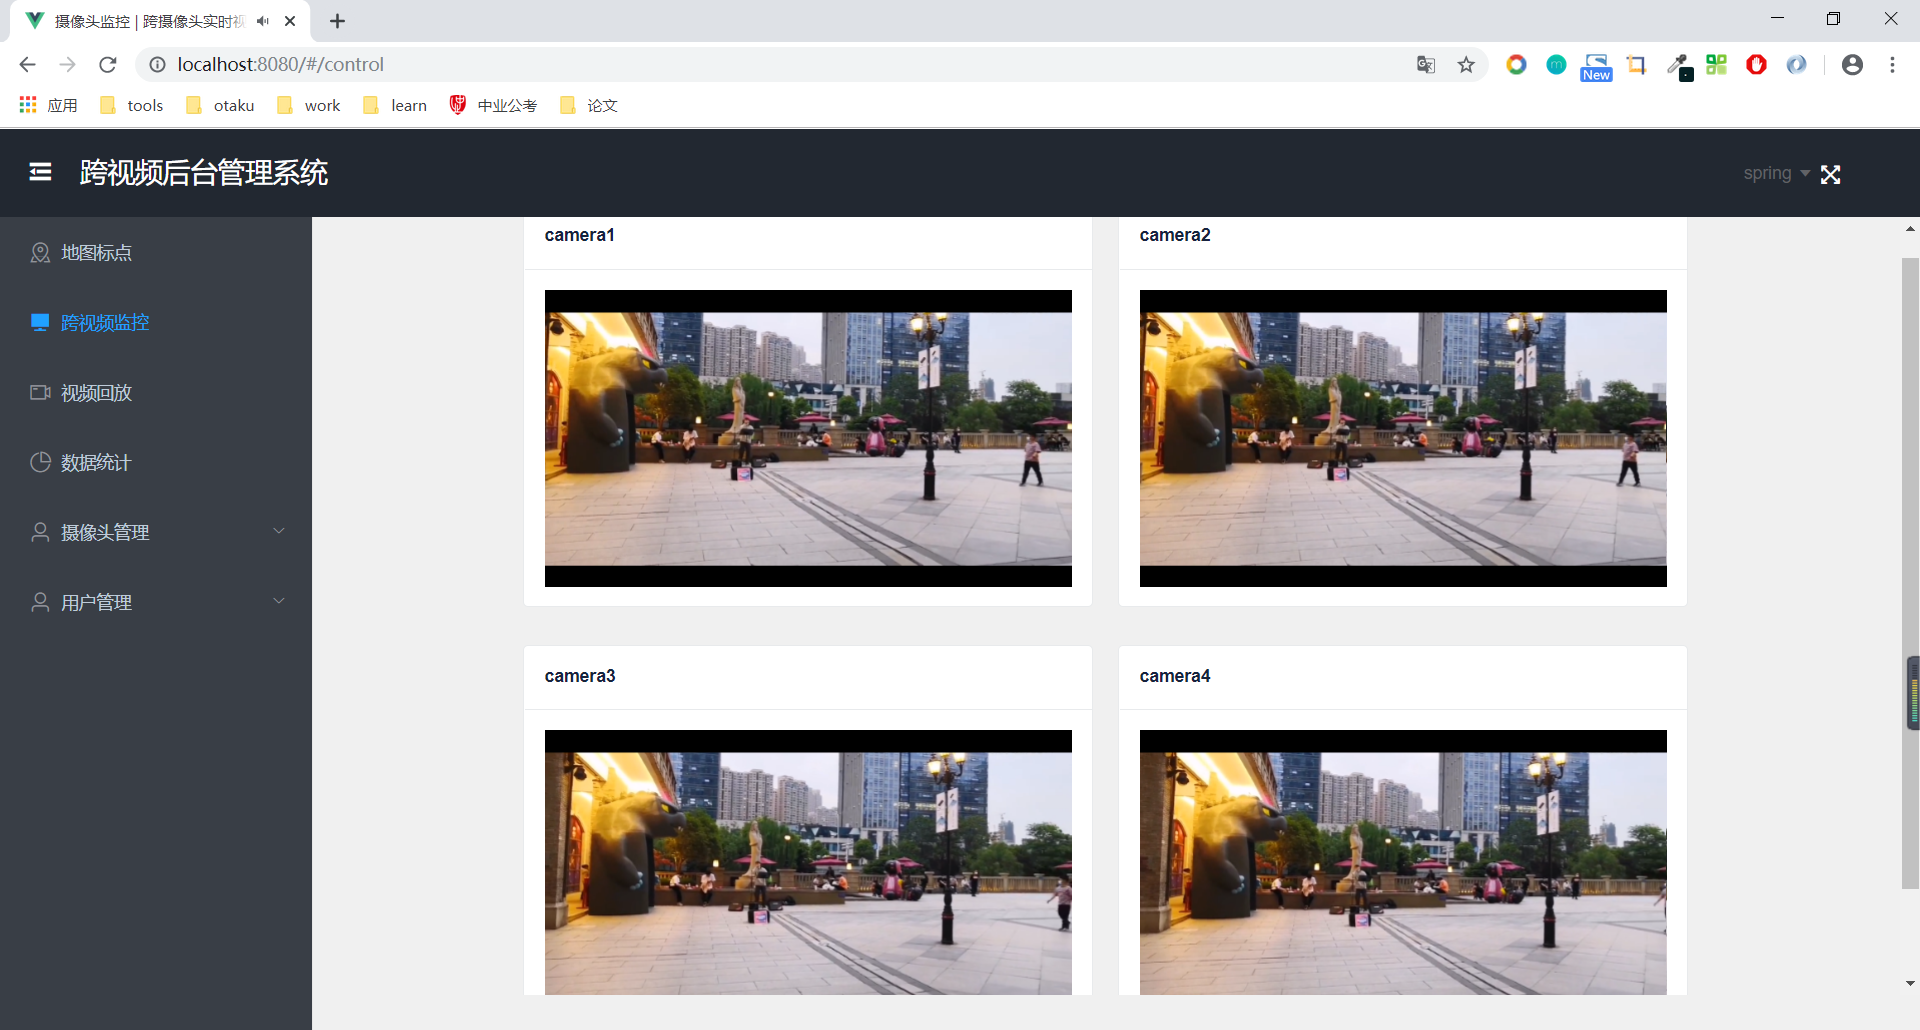 摄像头监控 | 跨摄像头实时视
localhost:8080/#/control
New
应用
tools
otaku
work
learn
中业公考
论文
跨视频后台管理系统
spring
地图标点
跨视频监控
视频回放
数据统计
摄像头管理
用户管理
camera1
camera2
camera3
camera4